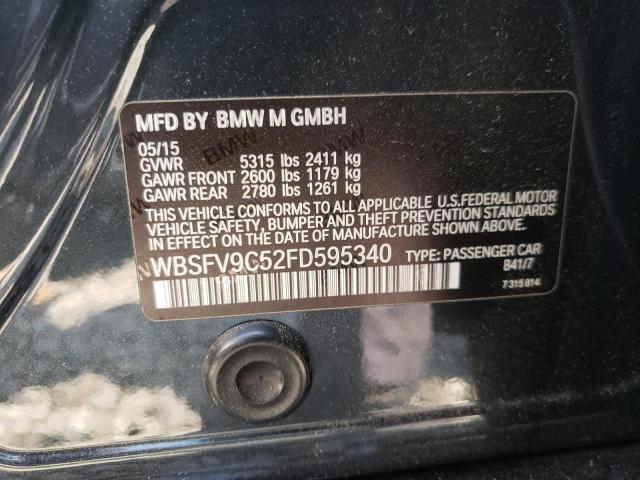 MFD BY BMW M GMBH
05/15
GVWR 5315 lbs 2411 kg
GAWR FRONT 2600 lbs 1179 kg
GAWR REAR 2780 lbs 1261 kg
THIS VEHICLE CONFORMS TO ALL APPLICABLE U.S.FEDERAL MOTOR
VEHICLE SAFETY, BUMPER AND THEFT PREVENTION STANDARDS
IN EFFECT ON THE DATE OF MANUFACTURE SHOWN ABOVE.
WBSFV9C52FD595340 TYPE: PASSENGER CAR
B41/7
7 315 814